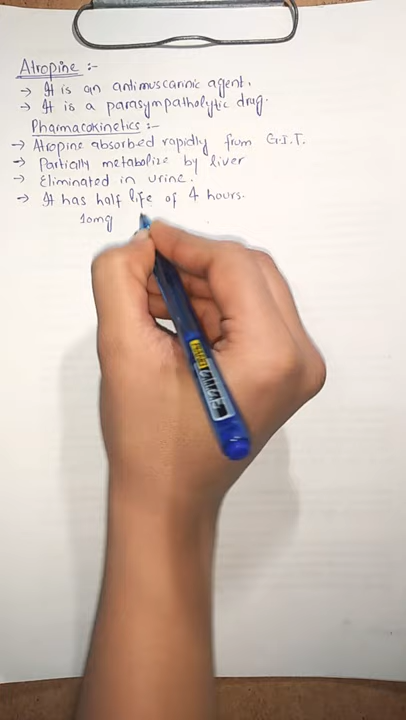 Atropine :-
→ It is an antimuscarinic agent.
→ It is a parasympatholytic drug.
Pharmacokinetics :-
→ Atropine absorbed rapidly from G.I.T.
→ Partially metabolize by liver
→ Eliminated in urine.
→ It has half life of 4 hours.
10mg